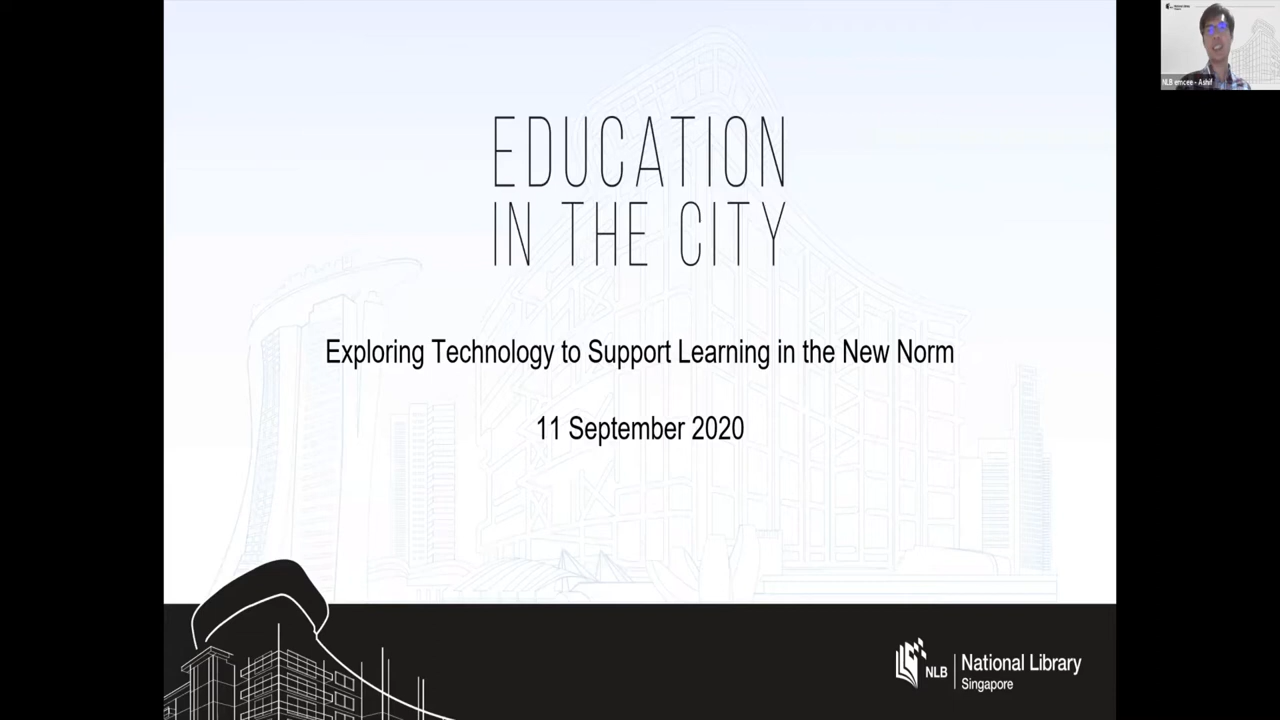 EDUCATION
IN THE CITY
Exploring Technology to Support Learning in the New Norm
11 September 2020
NLB
National Library
Singapore
NLB emcee - Ashif